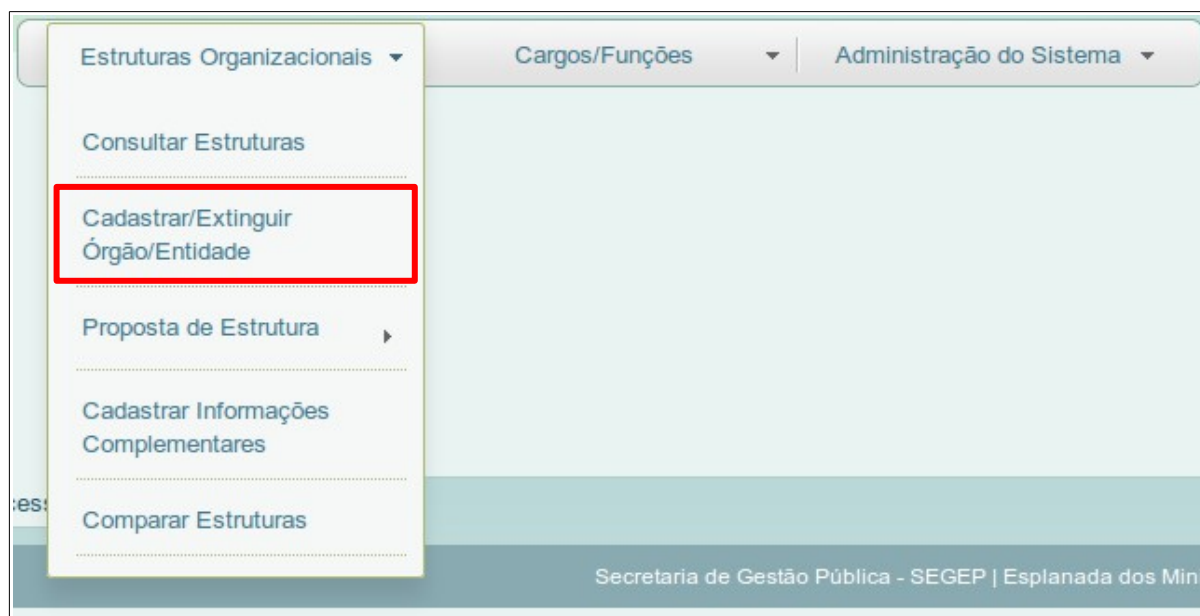 Estruturas Organizacionais
Cargos/Funções
Administração do Sistema
Consultar Estruturas
Cadastrar/Extinguir
Órgão/Entidade
Proposta de Estrutura
Cadastrar Informações
Complementares
Comparar Estruturas
Secretaria de Gestão Pública - SEGEP | Esplanada dos